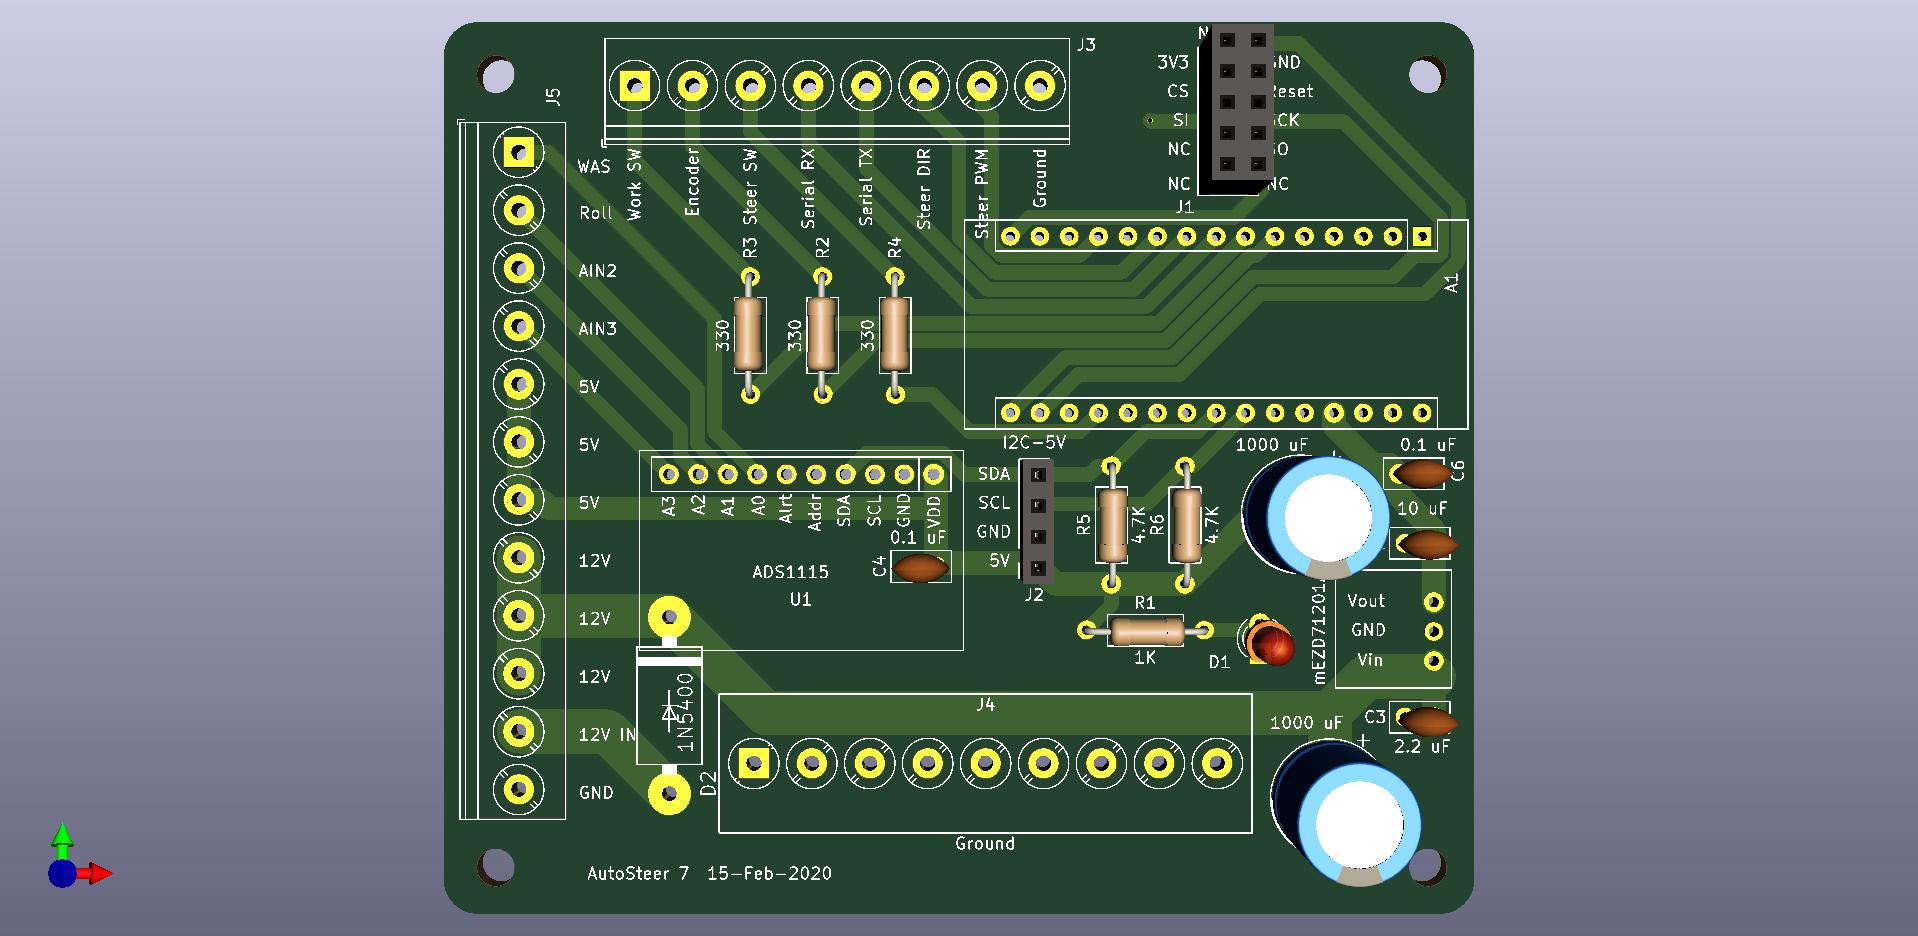 J3
J5
N
3V3
GND
CS
Reset
SI
SCK
NC
SO
NC
NC
J1
WAS
Roll
AIN2
AIN3
5V
5V
5V
12V
12V
12V
12V IN
GND
Work SW
Encoder
Steer SW
Serial RX
Serial TX
Steer DIR
Steer PWM
Ground
R3
R2
R4
330
330
330
A1
I2C-5V
SDA
SCL
GND
5V
J2
A3
A2
A1
A0
Alrt
Addr
SDA
SCL
GND
VDD
0.1 uF
C4
ADS1115
U1
R5
4.7K
R6
4.7K
1000 uF
0.1 uF
C6
10 uF
R1
1K
D1
mEZD71201A
Vout
GND
Vin
1N5400
D2
J4
Ground
1000 uF
+
C3
2.2 uF
AutoSteer 7 15-Feb-2020